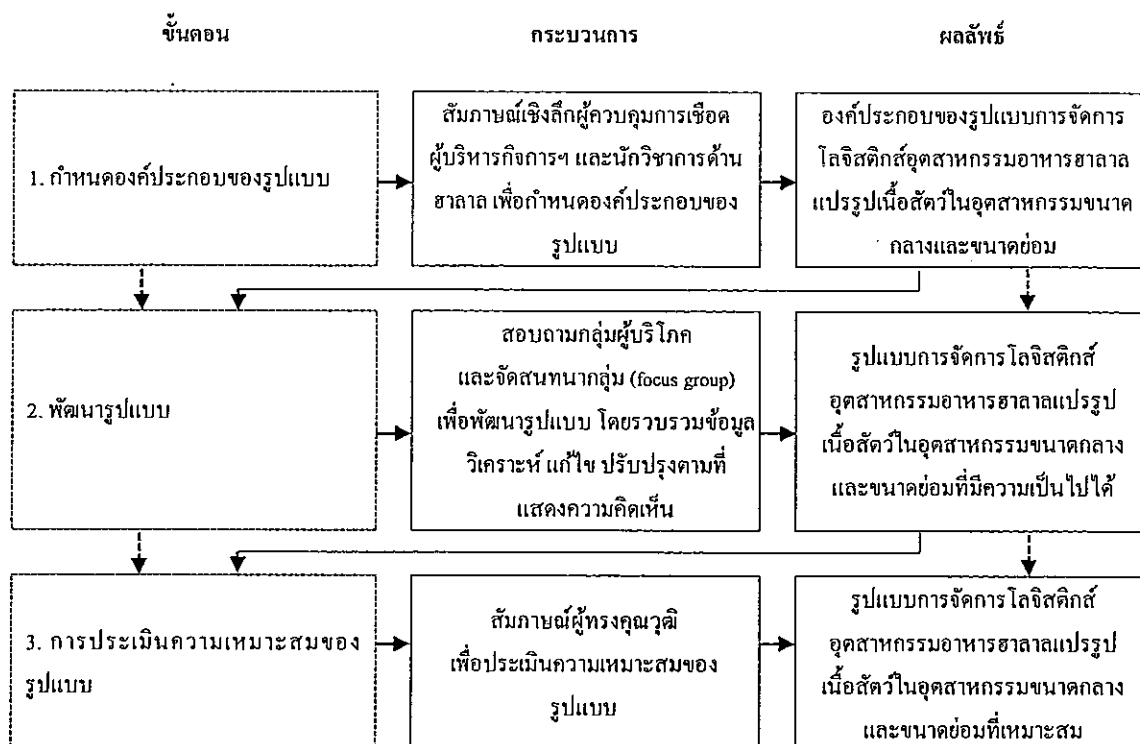 ขั้นตอน
กระบวนการ
ผลลัพธ์
1. กำหนดองค์ประกอบของรูปแบบ
สัมภาษณ์เชิงลึกผู้ควบคุมการเชือด
ผู้บริหารกิจการฯ และนักวิชาการด้าน
ฮาลาล เพื่อกำหนดองค์ประกอบของ
รูปแบบ
องค์ประกอบของรูปแบบการจัดการ
โลจิสติกส์อุตสาหกรรมอาหารฮาลาล
แปรรูปเนื้อสัตว์ในอุตสาหกรรมขนาด
กลางและขนาดย่อม
2. พัฒนารูปแบบ
สอบถามกลุ่มผู้บริโภค
และจัดสนทนากลุ่ม (focus group)
เพื่อพัฒนารูปแบบ โดยรวบรวมข้อมูล
วิเคราะห์ แก้ไข ปรับปรุงตามที่
แสดงความคิดเห็น
รูปแบบการจัดการโลจิสติกส์
อุตสาหกรรมอาหารฮาลาลแปรรูป
เนื้อสัตว์ในอุตสาหกรรมขนาดกลาง
และขนาดย่อมที่มีความเป็นไปได้
3. การประเมินความเหมาะสมของ
รูปแบบ
สัมภาษณ์ผู้ทรงคุณวุฒิ
เพื่อประเมินความเหมาะสมของ
รูปแบบ
รูปแบบการจัดการโลจิสติกส์
อุตสาหกรรมอาหารฮาลาลแปรรูป
เนื้อสัตว์ในอุตสาหกรรมขนาดกลาง
และขนาดย่อมที่เหมาะสม